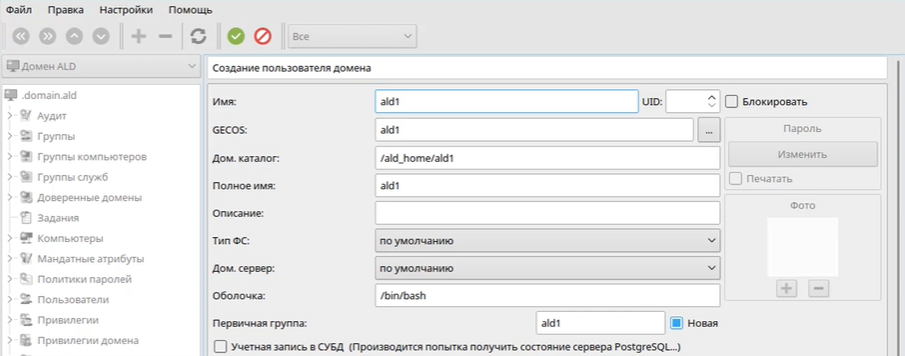 Файл Правка Настройки Помощь
Все
Домен ALD
Создание пользователя домена
.domain.ald
Аудит
Группы
Группы компьютеров
Группы служб
Доверенные домены
Задания
Компьютеры
Мандатные атрибуты
Политики паролей
Пользователи
Привилегии
Привилегии домена
Имя: ald1 UID: Блокировать
GECOS: ald1 ...
Дом. каталог: /ald_home/ald1
Полное имя: ald1
Описание:
Тип ФС: по умолчанию
Дом. сервер: по умолчанию
Оболочка: /bin/bash
Первичная группа: ald1 Новая
Учетная запись в СУБД (Производится попытка получить состояние сервера PostgreSQL...)
Пароль
Изменить
Печатать
Фото